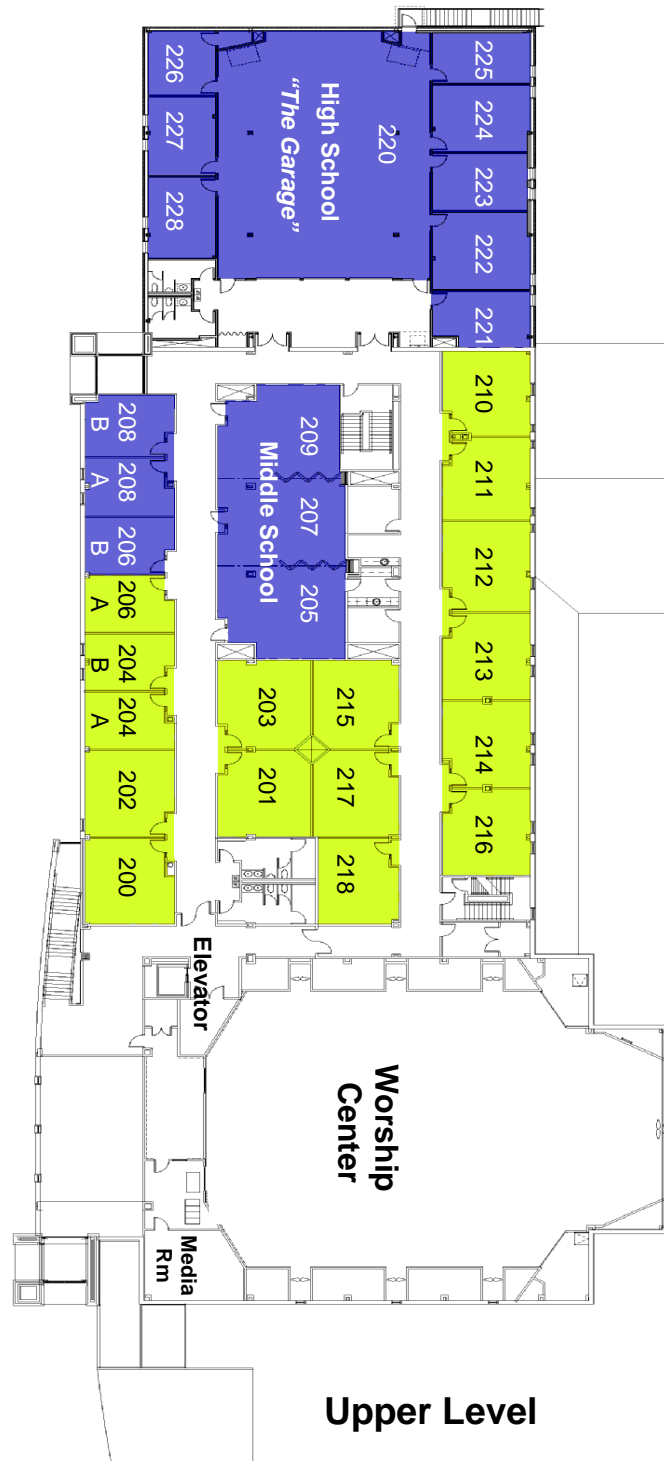 225
224
223
222
221
220
High School
"The Garage"
226
227
228
210
211
212
213
214
216
209
207
205
Middle School
215
217
218
203
201
208
B
208
A
206
B
206
A
204
B
204
A
202
200
Elevator
Worship
Center
Media
Rm
Upper Level